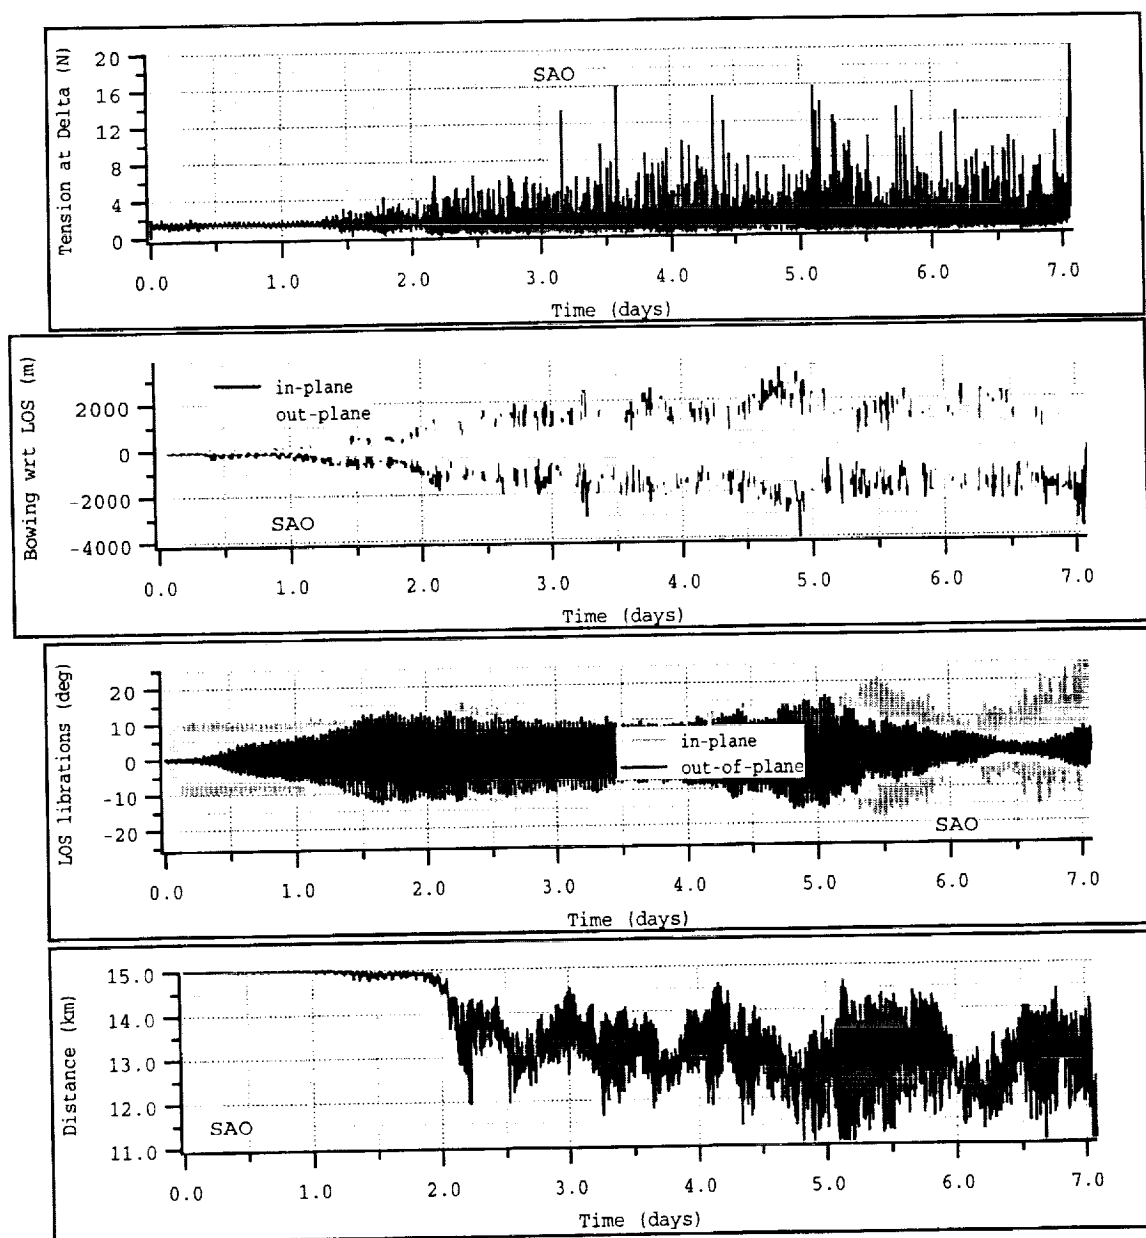 Tension at Delta (N)
20
16
12
8
4
0
SAO
0.0 1.0 2.0 3.0 4.0 5.0 6.0 7.0
Time (days)
Bowing wrt LOS (m)
2000
0
-2000
-4000
in-plane
out-plane
SAO
0.0 1.0 2.0 3.0 4.0 5.0 6.0 7.0
Time (days)
LOS librations (deg)
20
10
0
-10
-20
in-plane
out-of-plane
SAO
0.0 1.0 2.0 3.0 4.0 5.0 6.0 7.0
Time (days)
Distance (km)
15.0
14.0
13.0
12.0
11.0
SAO
0.0 1.0 2.0 3.0 4.0 5.0 6.0 7.0
Time (days)